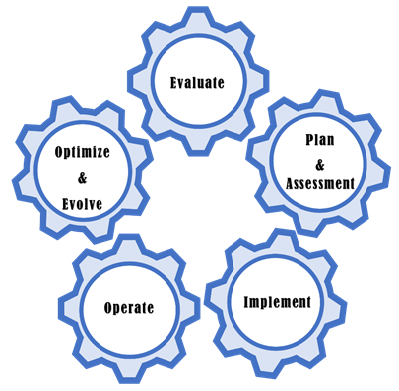 Evaluate
Plan
&
Assessment
Implement
Operate
Optimize
&
Evolve